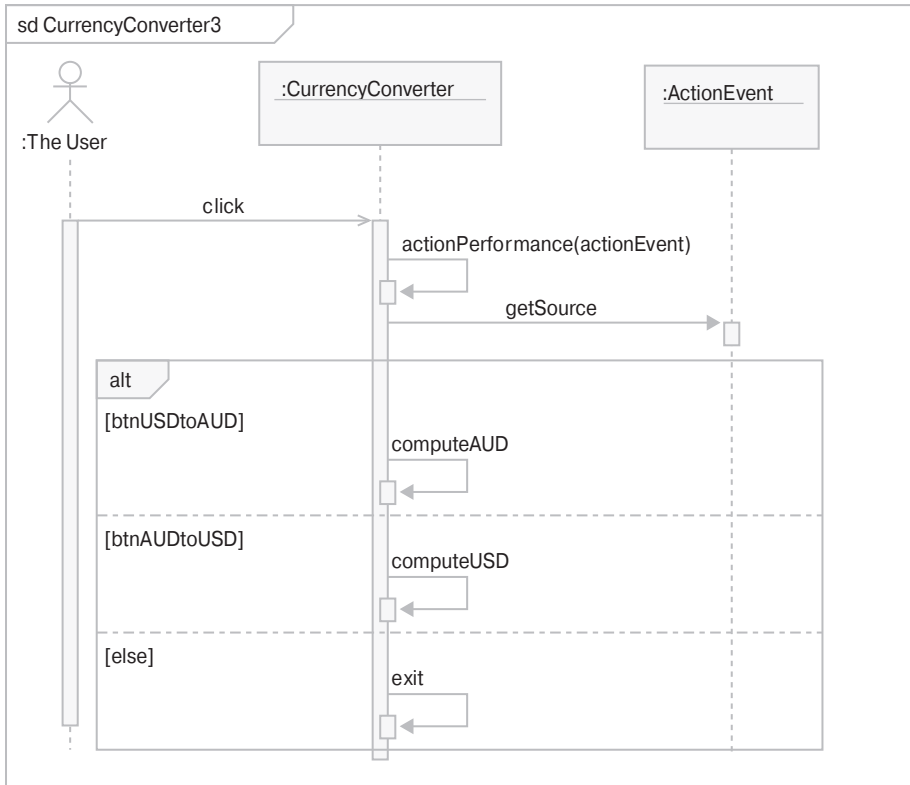 sd CurrencyConverter3
:The User
:CurrencyConverter
:ActionEvent
click
actionPerformance(actionEvent)
getSource
alt
[btnUSDtoAUD]
computeAUD
[btnAUDtoUSD]
computeUSD
[else]
exit